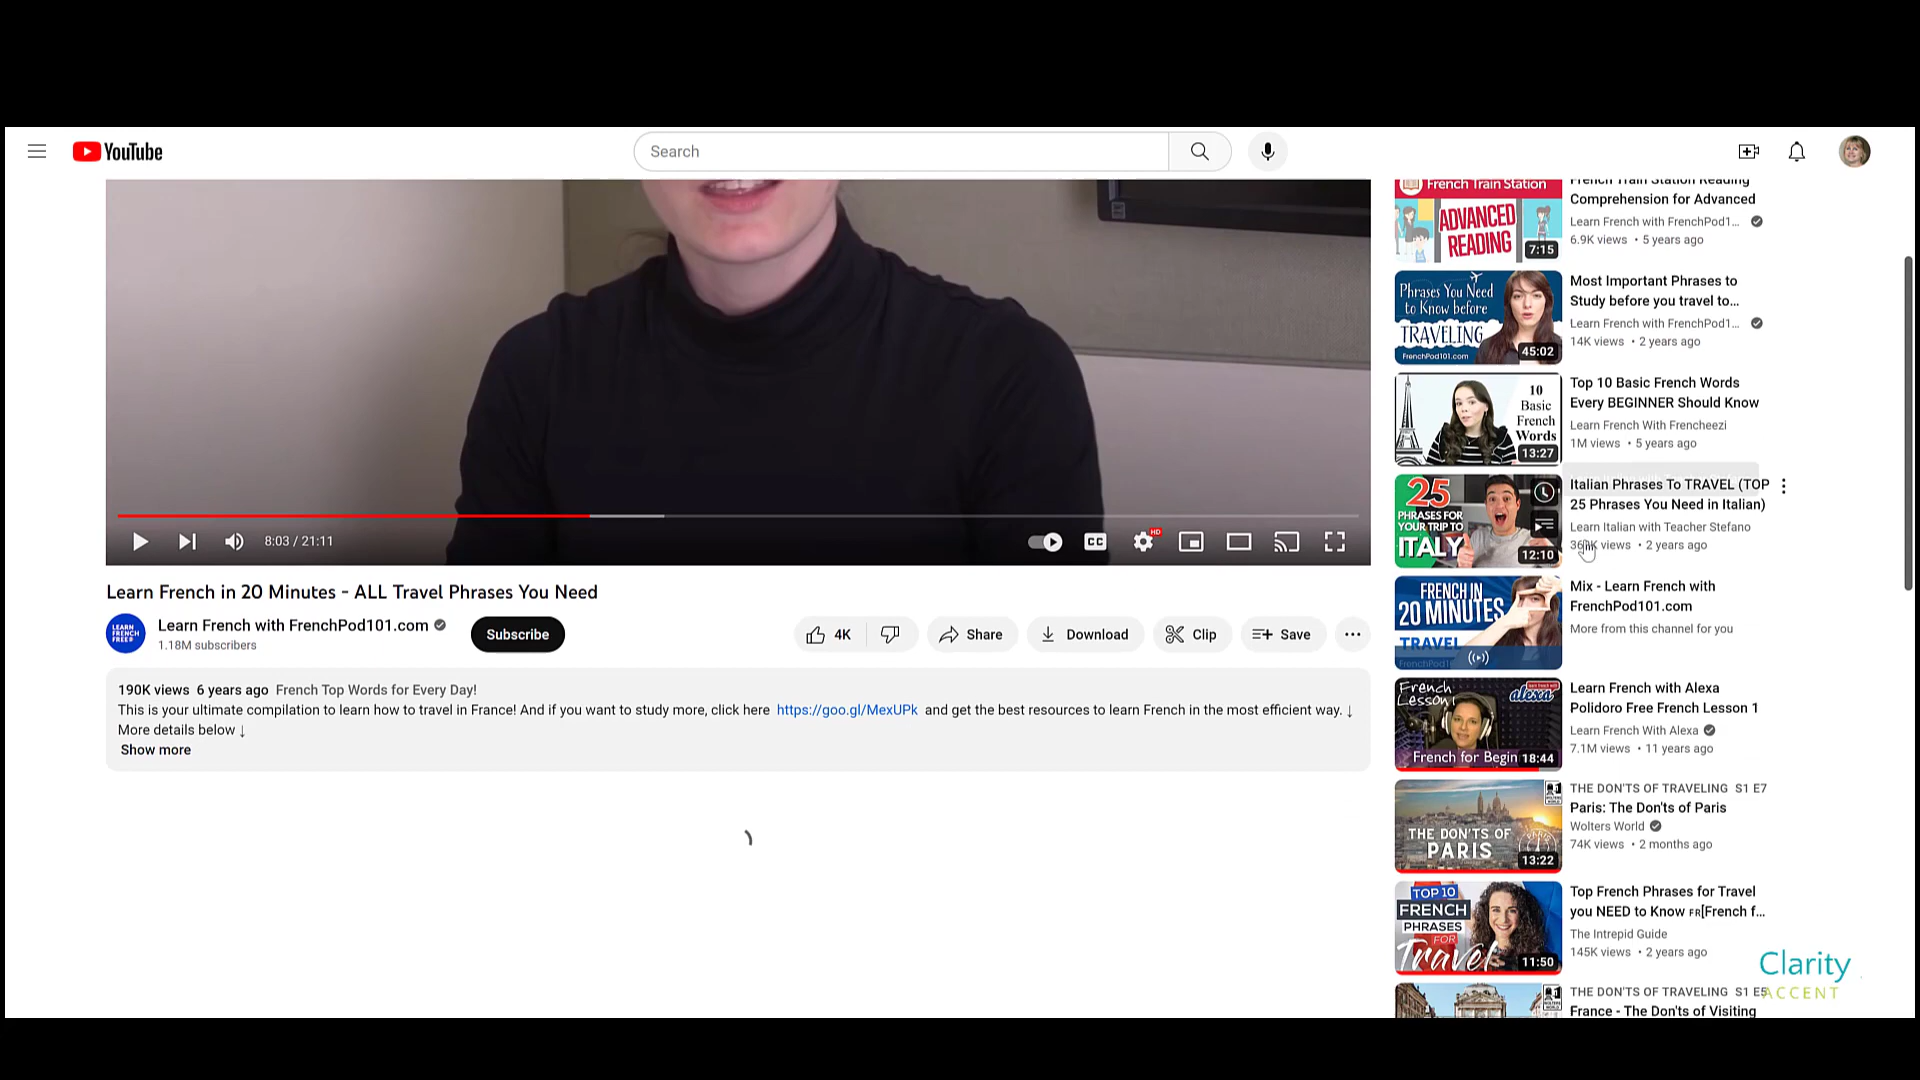 YouTube
Search
8:03 / 21:11
CC
HD
Learn French in 20 Minutes - ALL Travel Phrases You Need
LEARN
FRENCH
FREE
Learn French with FrenchPod101.com
1.18M subscribers
Subscribe
4K
Share
Download
Clip
Save
190K views 6 years ago French Top Words for Every Day!
This is your ultimate compilation to learn how to travel in France! And if you want to study more, click here https://goo.gl/MexUPk and get the best resources to learn French in the most efficient way. ↓
More details below ↓
Show more
French Train Station
ADVANCED
READING
7:15
French Train Station Reading
Comprehension for Advanced
Learn French with FrenchPod1...
6.9K views • 5 years ago
Phrases You Need
to Know before
TRAVELING
FrenchPod101.com
45:02
Most Important Phrases to
Study before you travel to...
Learn French with FrenchPod1...
14K views • 2 years ago
10
Basic
French
Words
13:27
Top 10 Basic French Words
Every BEGINNER Should Know
Learn French With Frencheezi
1M views • 5 years ago
25
PHRASES FOR
YOUR TRIP TO
ITALY
12:10
Italian Phrases To TRAVEL (TOP
25 Phrases You Need in Italian)
Learn Italian with Teacher Stefano
views • 2 years ago
FRENCH IN
20 MINUTES
TRAVEL
Mix - Learn French with
FrenchPod101.com
More from this channel for you
French
Lesson
alexa
French for Begin
18:44
Learn French with Alexa
Polidoro Free French Lesson 1
Learn French With Alexa
7.1M views • 11 years ago
THE DON'TS OF
PARIS
13:22
THE DON'TS OF TRAVELING S1 E7
Paris: The Don'ts of Paris
Wolters World
74K views • 2 months ago
TOP 10
FRENCH
PHRASES
FOR
Travel
11:50
Top French Phrases for Travel
you NEED to Know FR[French f...
The Intrepid Guide
145K views • 2 years ago
THE DON'TS OF TRAVELING S1 E5
France - The Don'ts of Visiting
Clarity
ACCENT